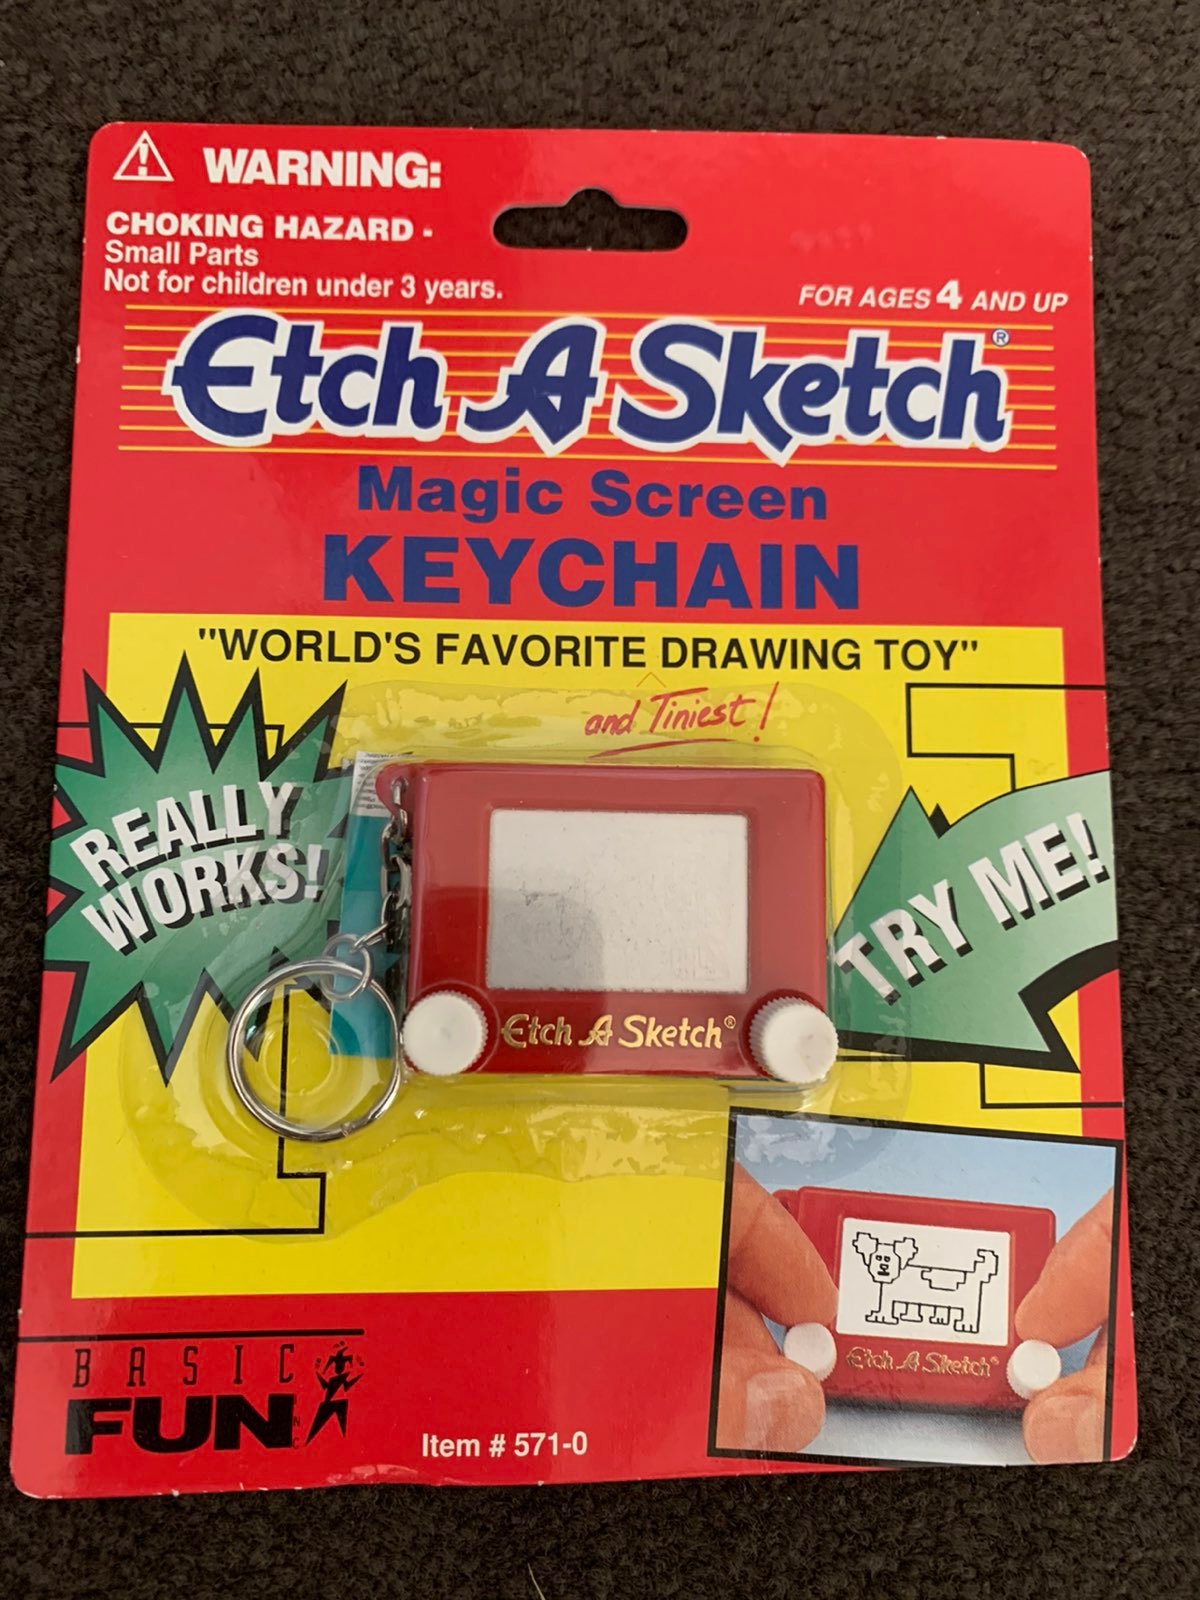 WARNING:
CHOKING HAZARD -
Small Parts
Not for children under 3 years.
FOR AGES 4 AND UP
Etch A Sketch®
Magic Screen
KEYCHAIN
"WORLD'S FAVORITE DRAWING TOY"
and Tiniest!
REALLY
WORKS!
TRY ME!
Etch A Sketch®
Etch A Sketch®
BASIC
FUN INC
Item # 571-0